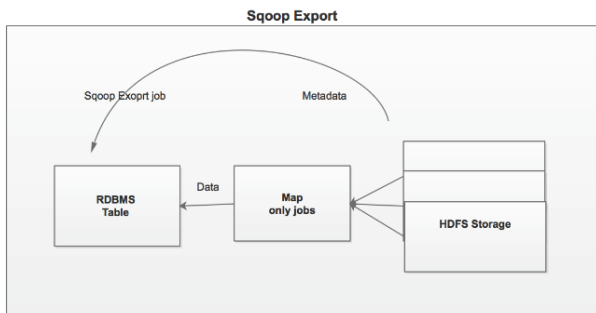 Sqoop Export
Sqoop Exoprt job
Metadata
RDBMS
Table
Data
Map
only jobs
HDFS Storage